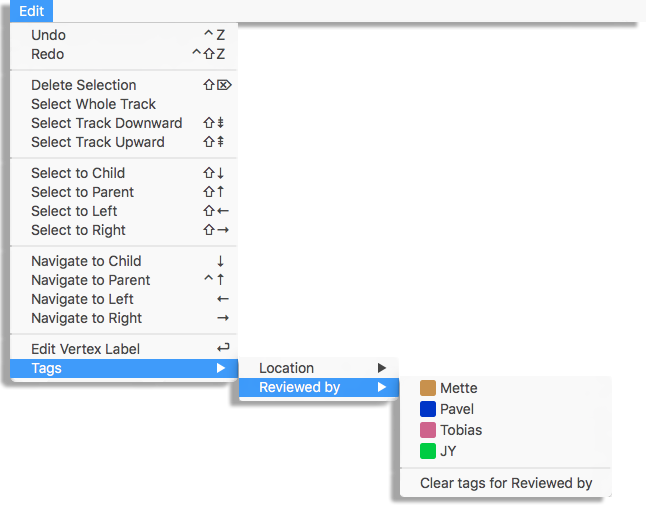 Edit
Undo ^Z
Redo ^⇧Z
Delete Selection ⇧⌦
Select Whole Track
Select Track Downward ⇧⇟
Select Track Upward ⇧⇞
Select to Child ⇧↓
Select to Parent ⇧↑
Select to Left ⇧←
Select to Right ⇧→
Navigate to Child ↓
Navigate to Parent ^↑
Navigate to Left ←
Navigate to Right →
Edit Vertex Label ↩
Tags ▶
Location ▶
Reviewed by ▶
Mette
Pavel
Tobias
JY
Clear tags for Reviewed by